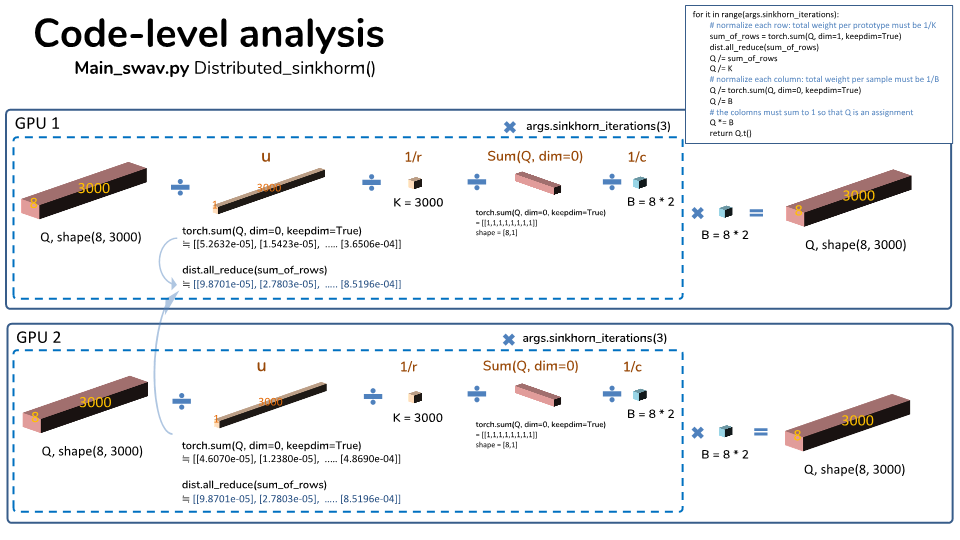 Code-level analysis
Main_swav.py Distributed_sinkhorm()
for it in range(args.sinkhorn_iterations):
# normalize each row: total weight per prototype must be 1/K
sum_of_rows = torch.sum(Q, dim=1, keepdim=True)
dist.all_reduce(sum_of_rows)
Q /= sum_of_rows
Q /= K
# normalize each column: total weight per sample must be 1/B
Q /= torch.sum(Q, dim=0, keepdim=True)
Q /= B
# the colomns must sum to 1 so that Q is an assignment
Q *= B
return Q.t()
GPU 1
args.sinkhorn_iterations(3)
u
1/r
Sum(Q, dim=0)
1/c
8
3000
1
3000
K = 3000
B = 8 * 2
Q, shape(8, 3000)
torch.sum(Q, dim=0, keepdim=True)
≒ [[5.2632e-05], [1.5423e-05], ..... [3.6506e-04]]
dist.all_reduce(sum_of_rows)
≒ [[9.8701e-05], [2.7803e-05], ..... [8.5196e-04]]
torch.sum(Q, dim=0, keepdim=True)
= [[1,1,1,1,1,1,1,1]]
shape = [8,1]
B = 8 * 2
8
3000
Q, shape(8, 3000)
GPU 2
args.sinkhorn_iterations(3)
u
1/r
Sum(Q, dim=0)
1/c
8
3000
1
3000
K = 3000
B = 8 * 2
Q, shape(8, 3000)
torch.sum(Q, dim=0, keepdim=True)
≒ [[4.6070e-05], [1.2380e-05], ..... [4.8690e-04]]
dist.all_reduce(sum_of_rows)
≒ [[9.8701e-05], [2.7803e-05], ..... [8.5196e-04]]
torch.sum(Q, dim=0, keepdim=True)
= [[1,1,1,1,1,1,1,1]]
shape = [8,1]
B = 8 * 2
8
3000
Q, shape(8, 3000)